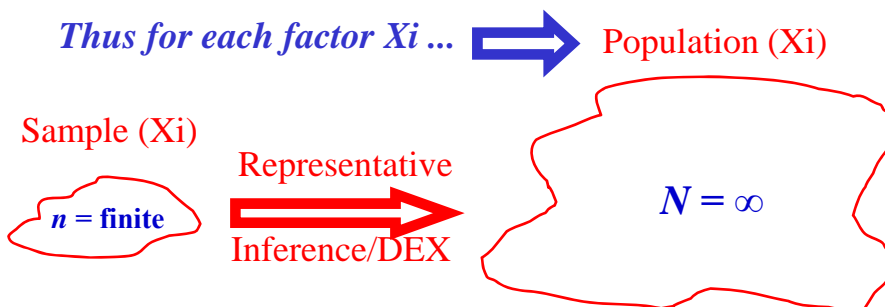 Thus for each factor Xi ...
Population (Xi)
Sample (Xi)
Representative
n = finite
N = ∞
Inference/DEX